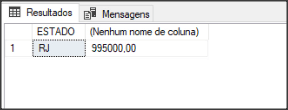 Resultados Mensagens
ESTADO (Nenhum nome de coluna)
1 RJ 995000,00